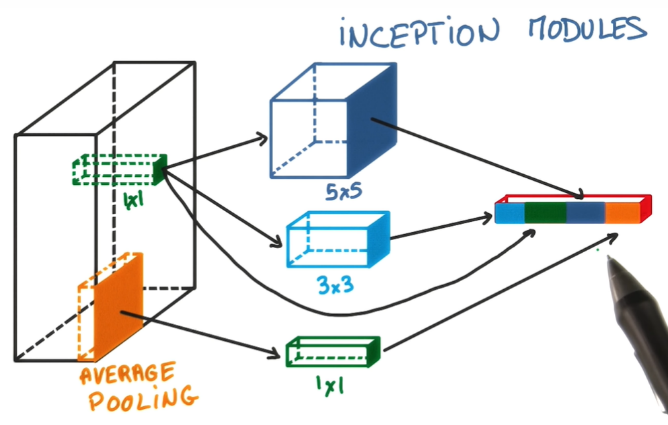 INCEPTION MODULES
1x1
5x5
3x3
AVERAGE
POOLING
1x1